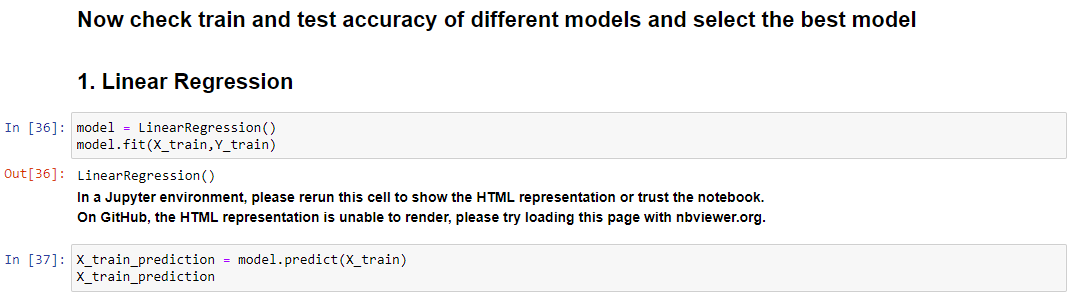 Now check train and test accuracy of different models and select the best model
1. Linear Regression
In [36]: model = LinearRegression()
model.fit(X_train,Y_train)
Out[36]: LinearRegression()
In a Jupyter environment, please rerun this cell to show the HTML representation or trust the notebook.
On GitHub, the HTML representation is unable to render, please try loading this page with nbviewer.org.
In [37]: X_train_prediction = model.predict(X_train)
X_train_prediction